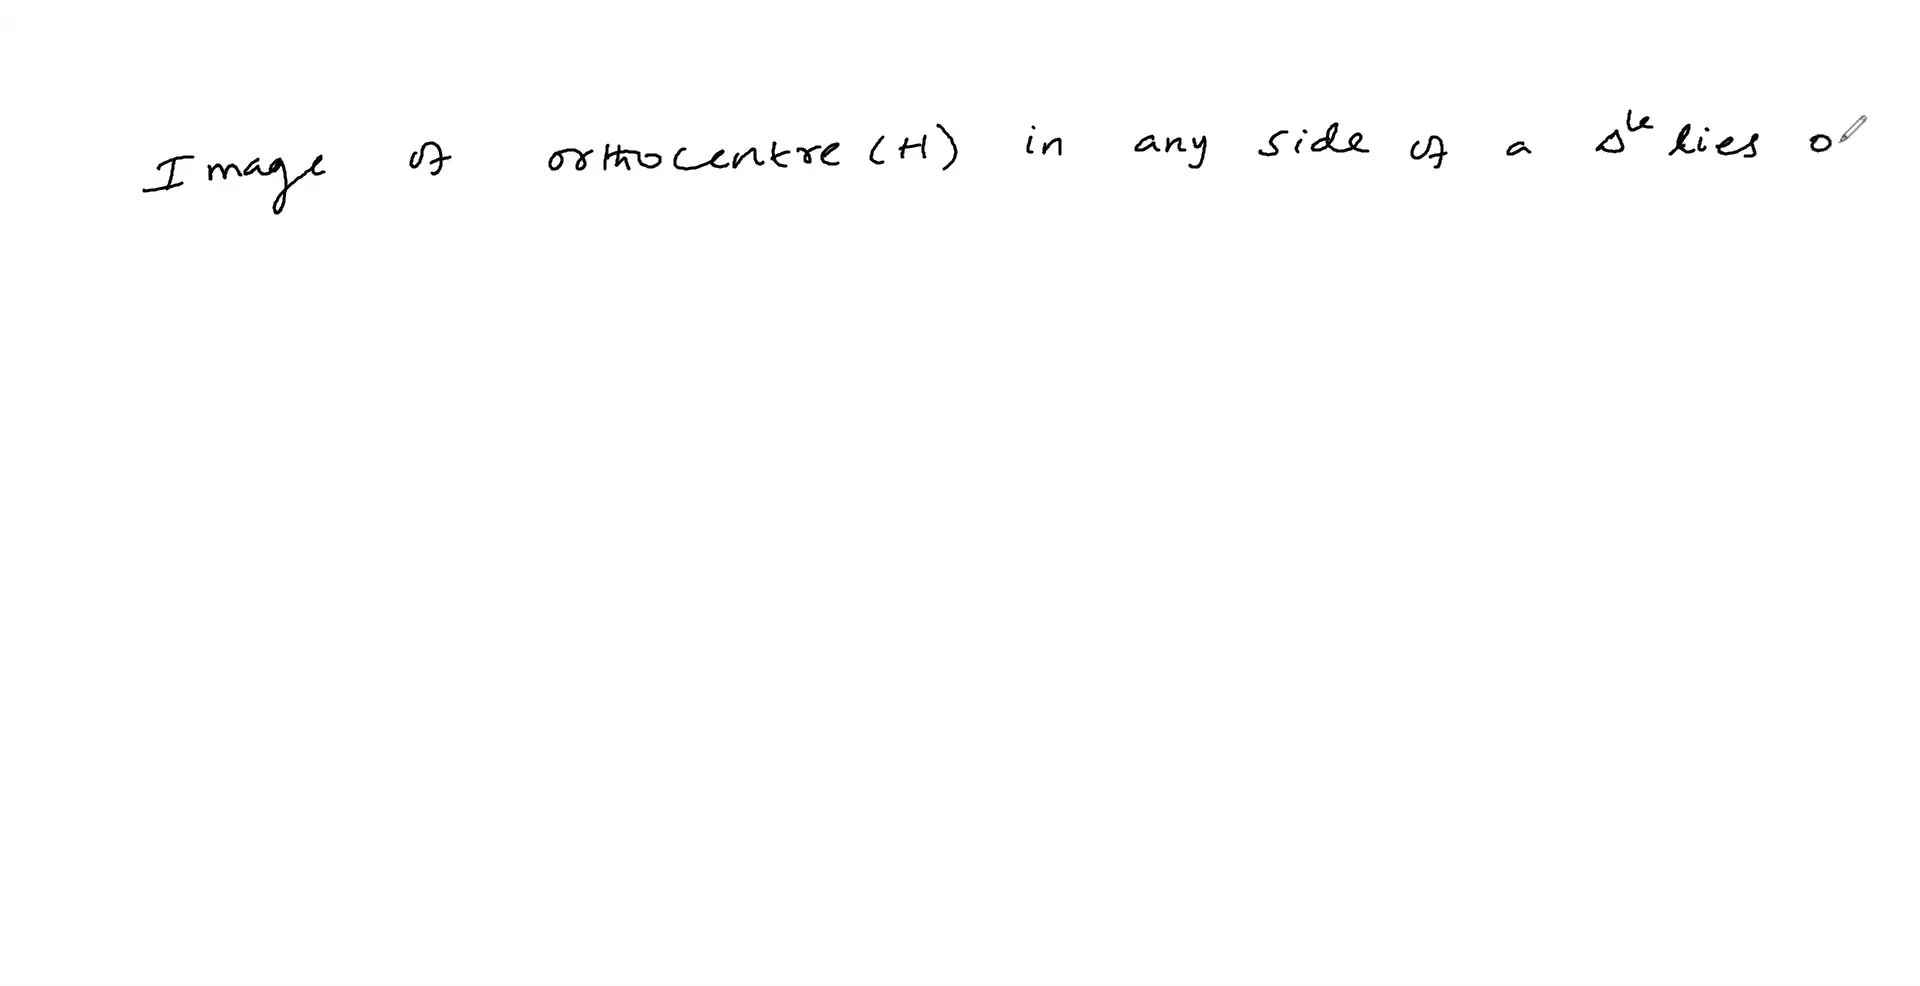 Image of orthocentre (H) in any side of a Δle lies o